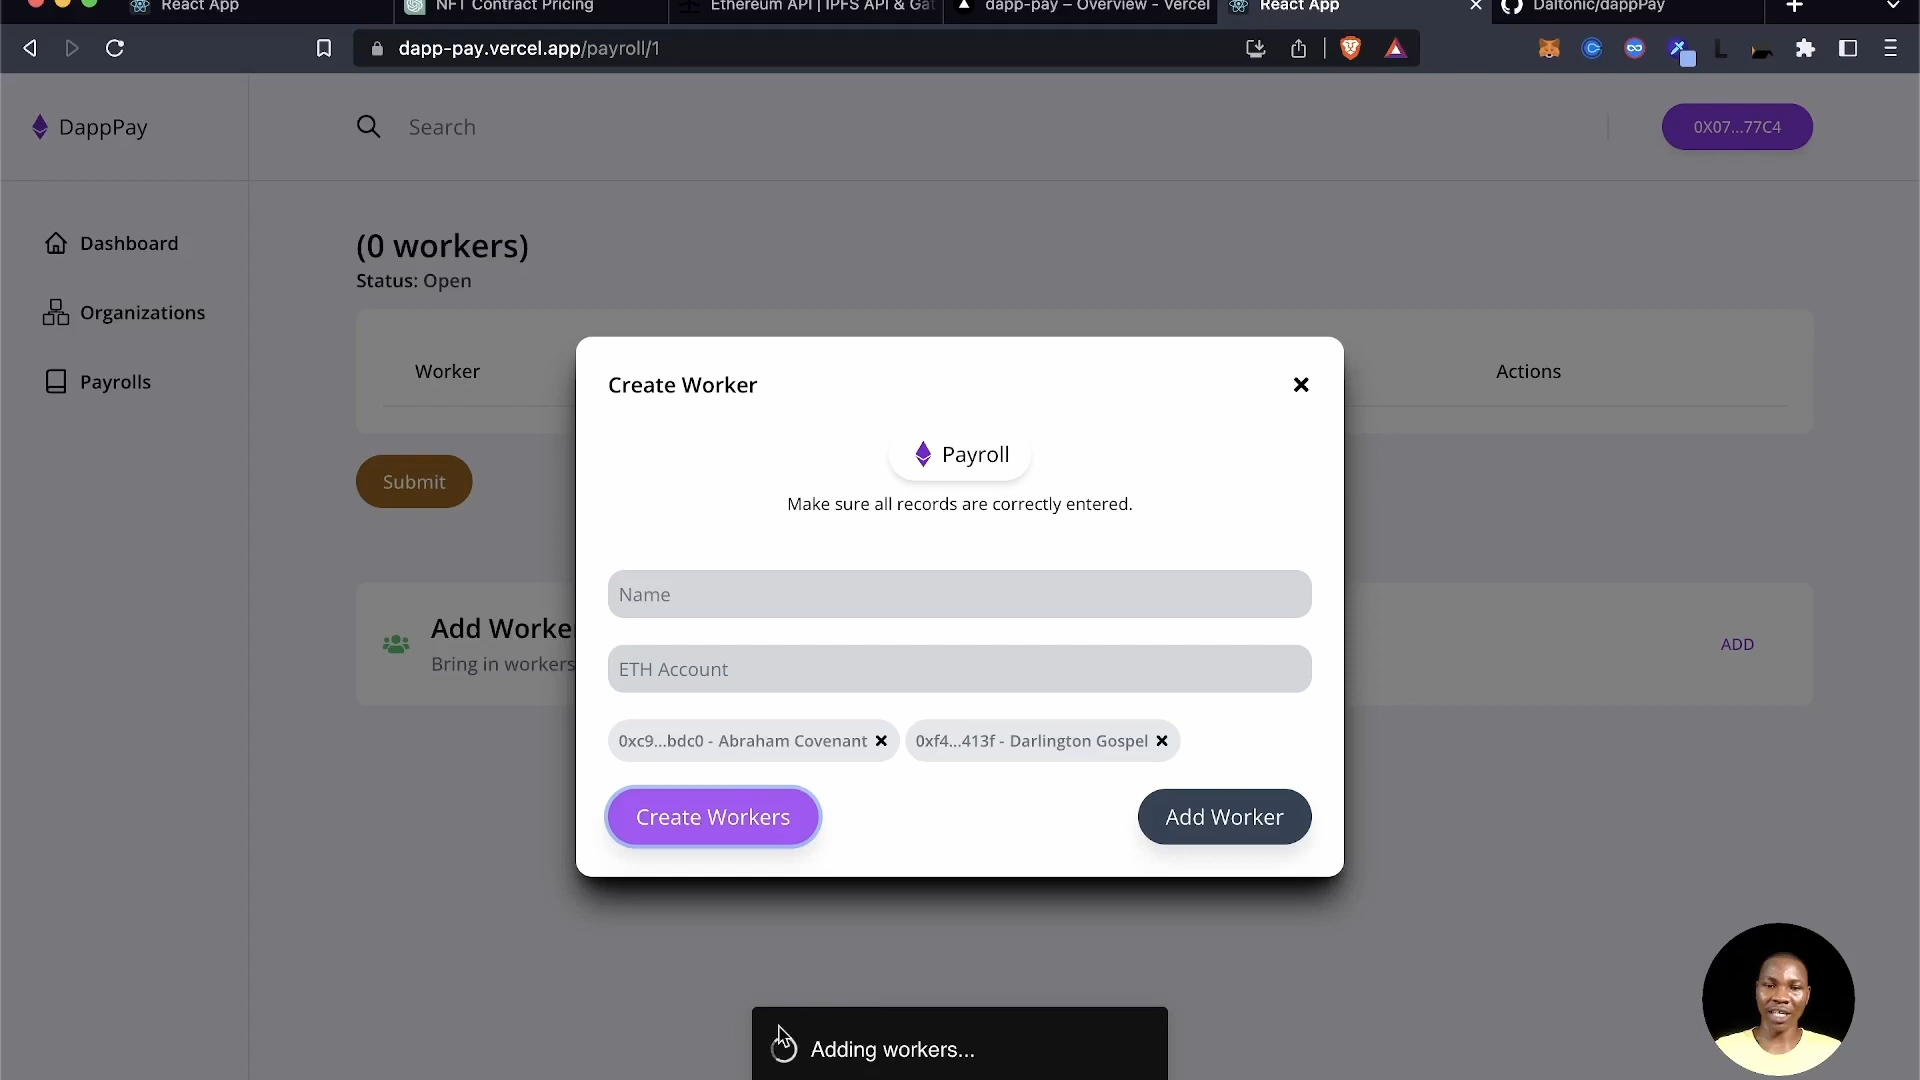 React App
NFT Contract Pricing
Ethereum API | IPFS API & Gat
dapp-pay – Overview - Vercel
React App
Daltonic/dappPay
dapp-pay.vercel.app/payroll/1
DappPay
Search
0X07...77C4
Dashboard
Organizations
Payrolls
(0 workers)
Status: Open
Worker
Actions
Submit
Create Worker
Payroll
Make sure all records are correctly entered.
Name
ETH Account
0xc9...bdc0 - Abraham Covenant
0xf4...413f - Darlington Gospel
Create Workers
Add Worker
Add Worke
Bring in workers
ADD
Adding workers...